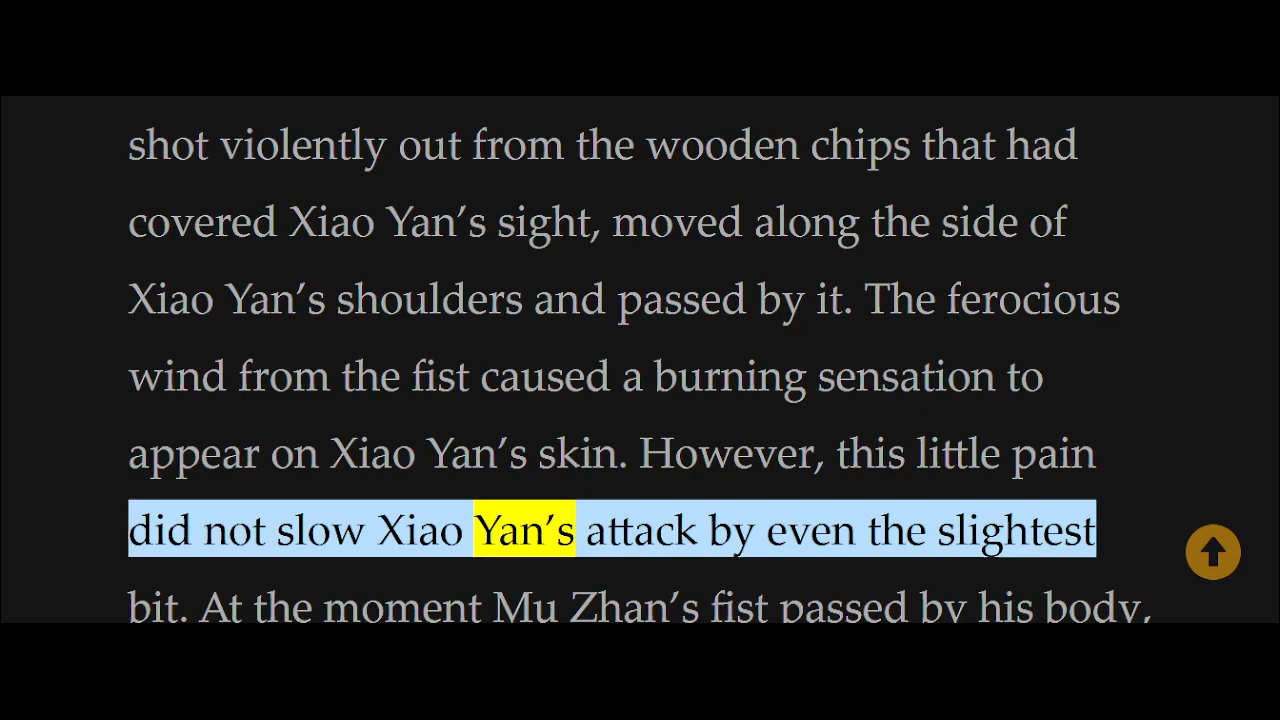 shot violently out from the wooden chips that had
covered Xiao Yan’s sight, moved along the side of
Xiao Yan’s shoulders and passed by it. The ferocious
wind from the fist caused a burning sensation to
appear on Xiao Yan’s skin. However, this little pain
did not slow Xiao Yan’s attack by even the slightest
bit. At the moment Mu Zhan’s fist passed by his body,